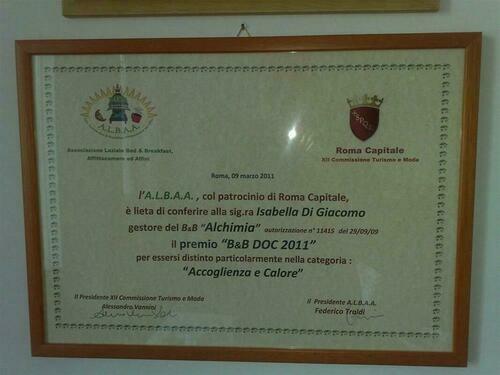 A.L.B.A.A.
Associazione Laziale Bed & Breakfast,
Affittacamere ed Affini
SPQR
Roma Capitale
XII Commissione Turismo e Moda
Roma, 09 marzo 2011
l'A.L.B.A.A. , col patrocinio di Roma Capitale,
è lieta di conferire alla sig.ra Isabella Di Giacomo
gestore del B&B "Alchimia" autorizzazione n° 11415 del 29/09/09
il premio "B&B DOC 2011"
per essersi distinto particolarmente nella categoria :
"Accoglienza e Calore"
Il Presidente XII Commissione Turismo e Moda
Alessandro Vannini
Il Presidente A.L.B.A.A.
Federico Traldi